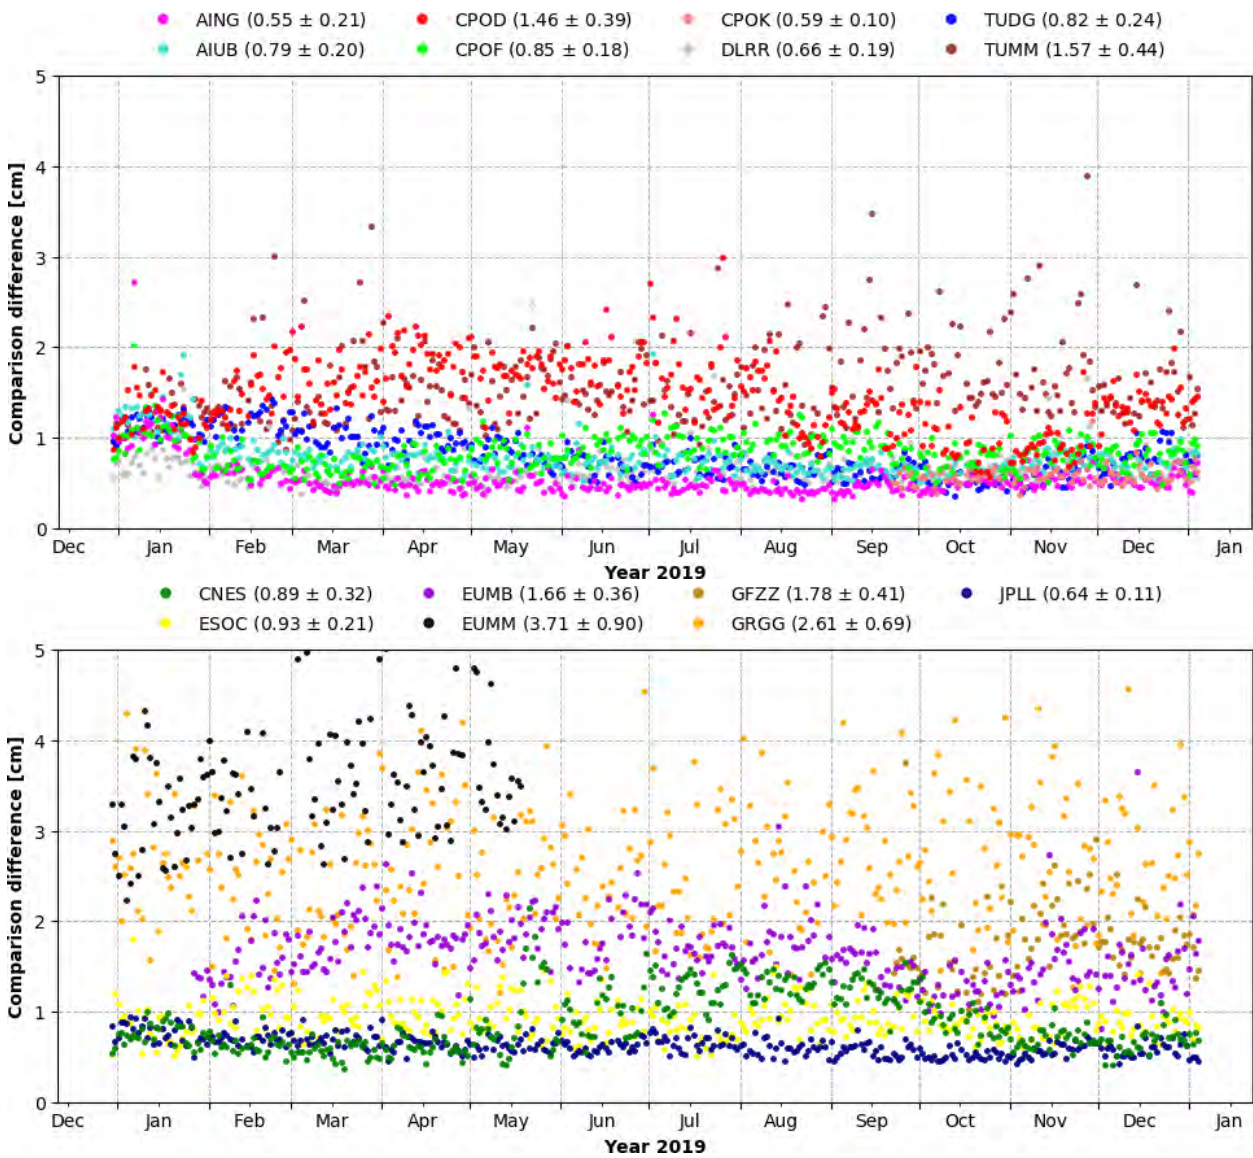 AING (0.55 ± 0.21) CPOD (1.46 ± 0.39) CPOK (0.59 ± 0.10) TUDG (0.82 ± 0.24)
AIUB (0.79 ± 0.20) CPOF (0.85 ± 0.18) DLRR (0.66 ± 0.19) TUMM (1.57 ± 0.44)
5
4
3
2
1
0
Comparison difference [cm]
Dec Jan Feb Mar Apr May Jun Jul Aug Sep Oct Nov Dec Jan
Year 2019
CNES (0.89 ± 0.32) EUMB (1.66 ± 0.36) GFZZ (1.78 ± 0.41) JPLL (0.64 ± 0.11)
ESOC (0.93 ± 0.21) EUMM (3.71 ± 0.90) GRGG (2.61 ± 0.69)
5
4
3
2
1
0
Comparison difference [cm]
Dec Jan Feb Mar Apr May Jun Jul Aug Sep Oct Nov Dec Jan
Year 2019